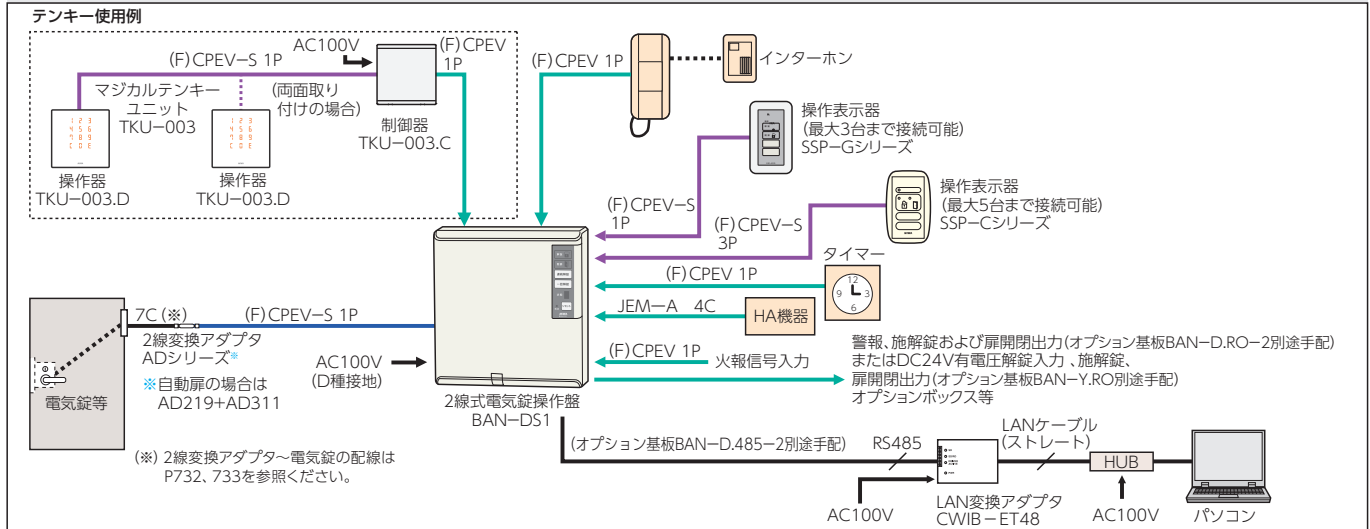 テンキー使用例
AC100V
(F)CPEV-S 1P
(F)CPEV
1P
マジカルテンキー
ユニット
TKU-003
(両面取り
付けの場合)
制御器
TKU-003.C
操作器
TKU-003.D
操作器
TKU-003.D
(F)CPEV 1P
インターホン
操作表示器
(最大3台まで接続可能)
SSP-Gシリーズ
(F)CPEV-S
1P
操作表示器
(最大5台まで接続可能)
SSP-Cシリーズ
(F)CPEV-S
3P
タイマー
12
9 3
6
(F)CPEV 1P
JEM-A 4C
HA機器
(F)CPEV 1P
火報信号入力
警報、施解錠および扉開閉出力(オプション基板BAN-D.RO-2別途手配)
またはDC24V有電圧解錠入力、施解錠、
扉開閉出力(オプション基板BAN-Y.RO別途手配)
オプションボックス等
7C(※)
(F)CPEV-S 1P
2線変換アダプタ
ADシリーズ※
※自動扉の場合は
AD219+AD311
電気錠等
AC100V
(D種接地)
2線式電気錠操作盤
BAN-DS1
(※) 2線変換アダプタ~電気錠の配線は
P732、733を参照ください。
(オプション基板BAN-D.485-2別途手配)
RS485
LANケーブル
(ストレート)
HUB
AC100V
LAN変換アダプタ
CWIB-ET48
AC100V
パソコン